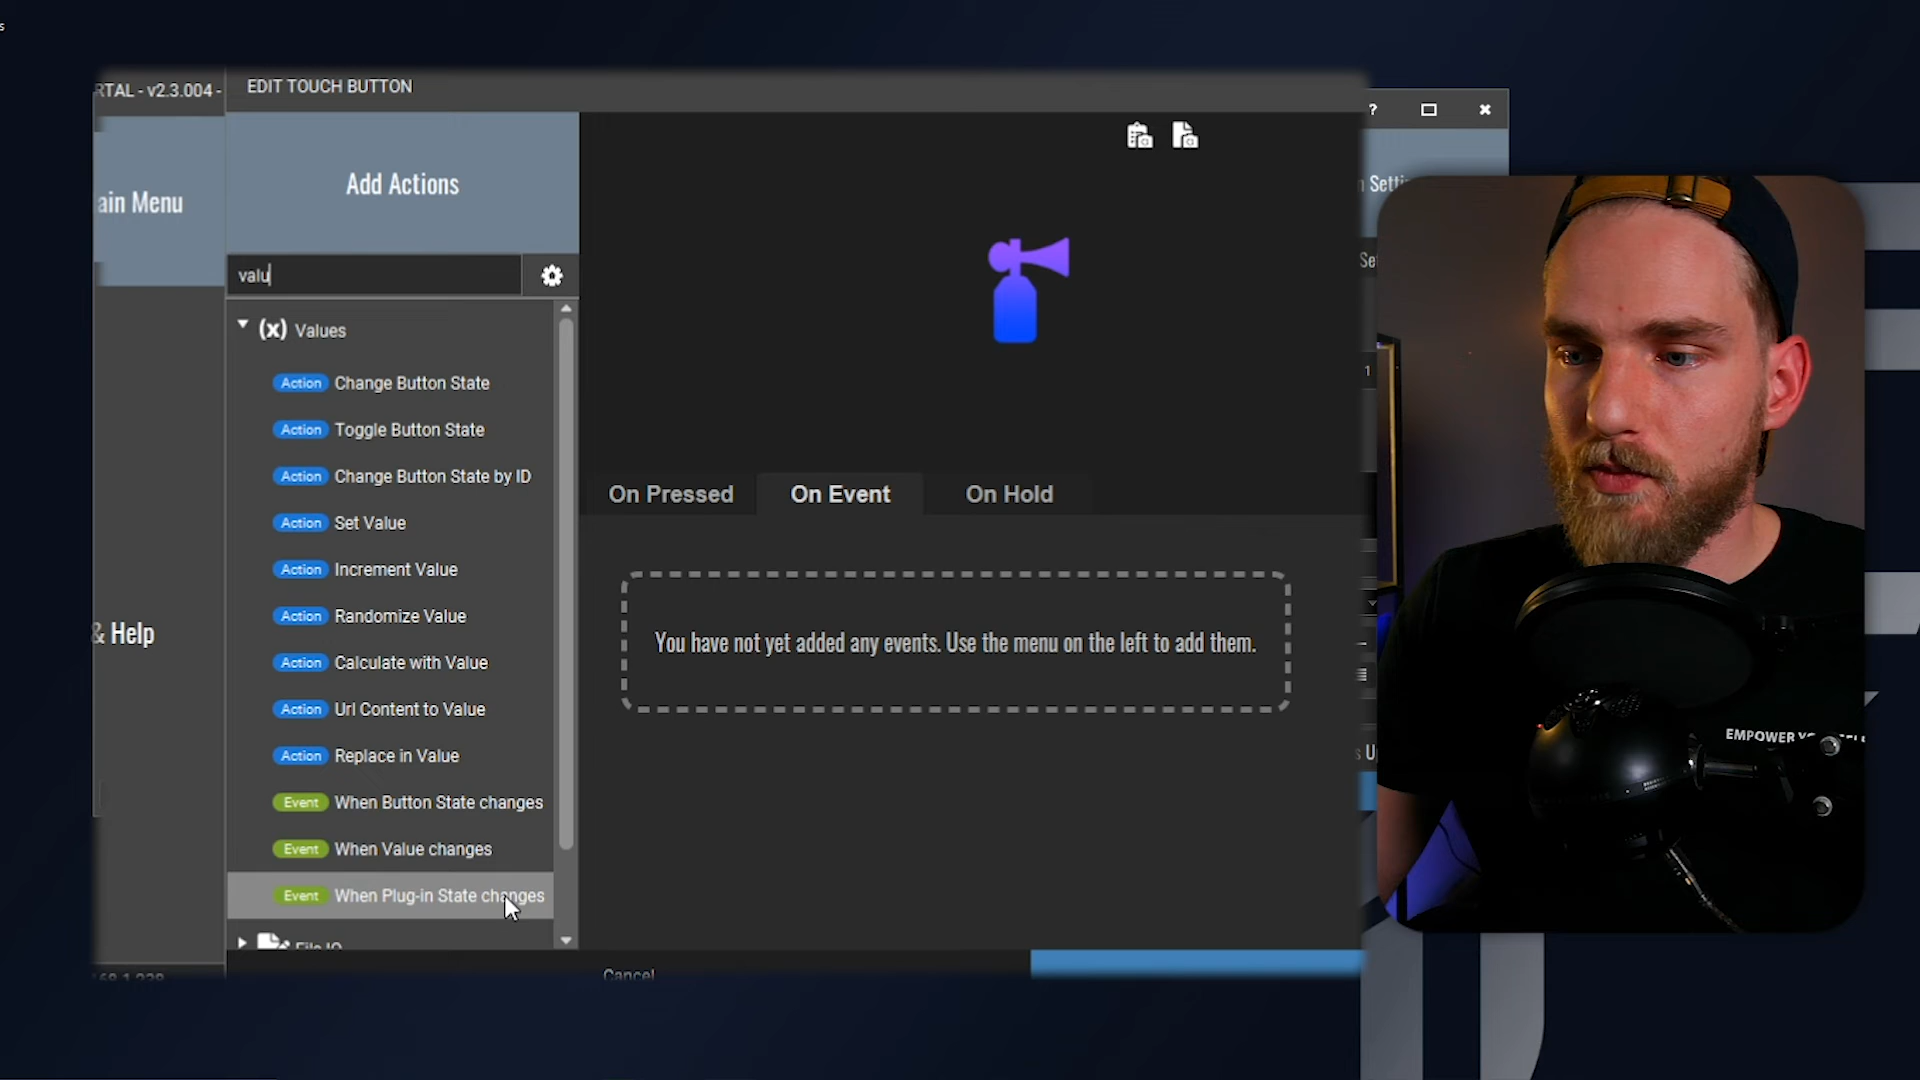 s
RTAL - v2.3.004 -
EDIT TOUCH BUTTON
?
Add Actions
ain Menu
valu
(x) Values
Action Change Button State
Action Toggle Button State
Action Change Button State by ID
Action Set Value
Action Increment Value
Action Randomize Value
Action Calculate with Value
Action Url Content to Value
Action Replace in Value
Event When Button State changes
Event When Value changes
Event When Plug-in State changes
File IO
& Help
On Pressed
On Event
On Hold
You have not yet added any events. Use the menu on the left to add them.
Cancel
1
EMPOWER